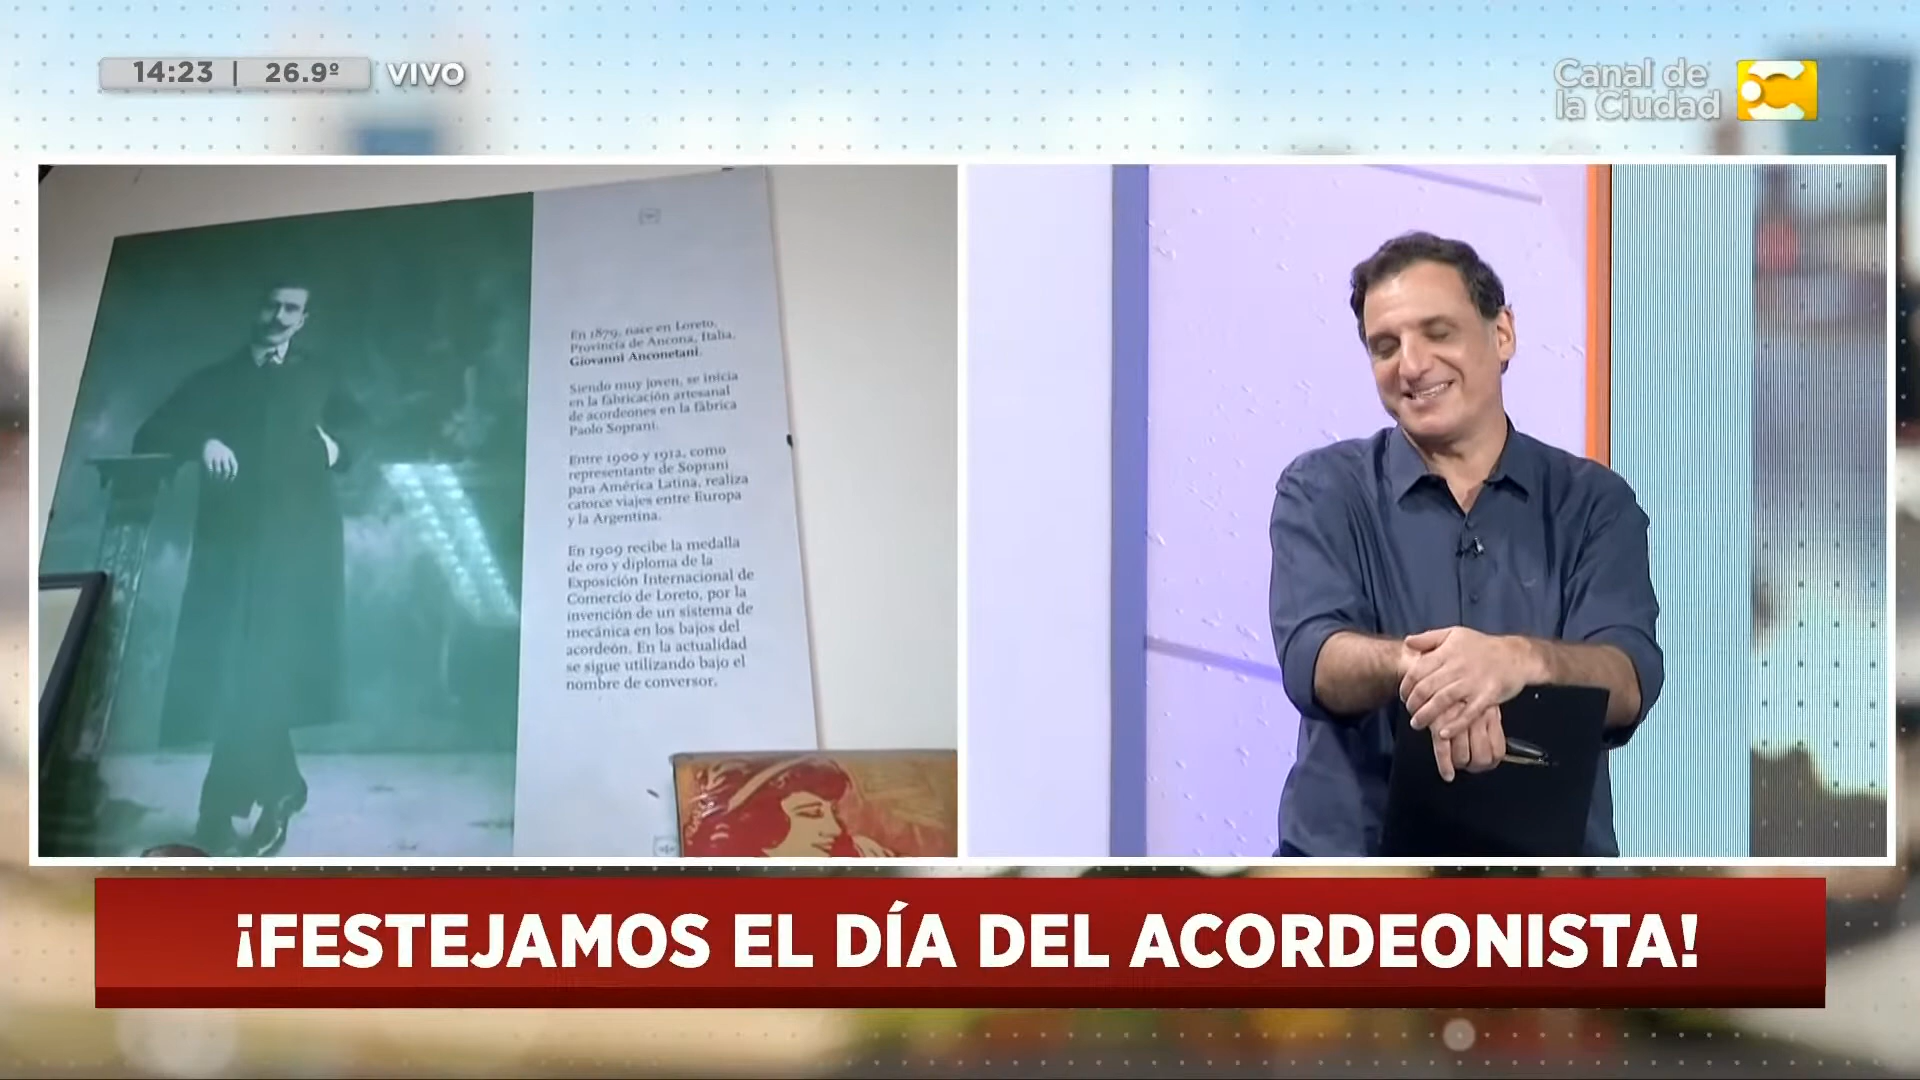 14:23 | 26.9º VIVO
Canal de
la Ciudad
En 1879, nace en Loreto,
Provincia de Ancona, Italia,
Giovanni Anconetani.
Siendo muy joven, se inicia
en la fabricación artesanal
de acordeones en la fábrica
Paolo Soprani.
Entre 1900 y 1912, como
representante de Soprani
para América Latina, realiza
catorce viajes entre Europa
y la Argentina.
En 1909 recibe la medalla
de oro y diploma de la
Exposición Internacional de
Comercio de Loreto, por la
invención de un sistema de
mecánica en los bajos del
acordeón. En la actualidad
se sigue utilizando bajo el
nombre de conversor.
¡FESTEJAMOS EL DÍA DEL ACORDEONISTA!